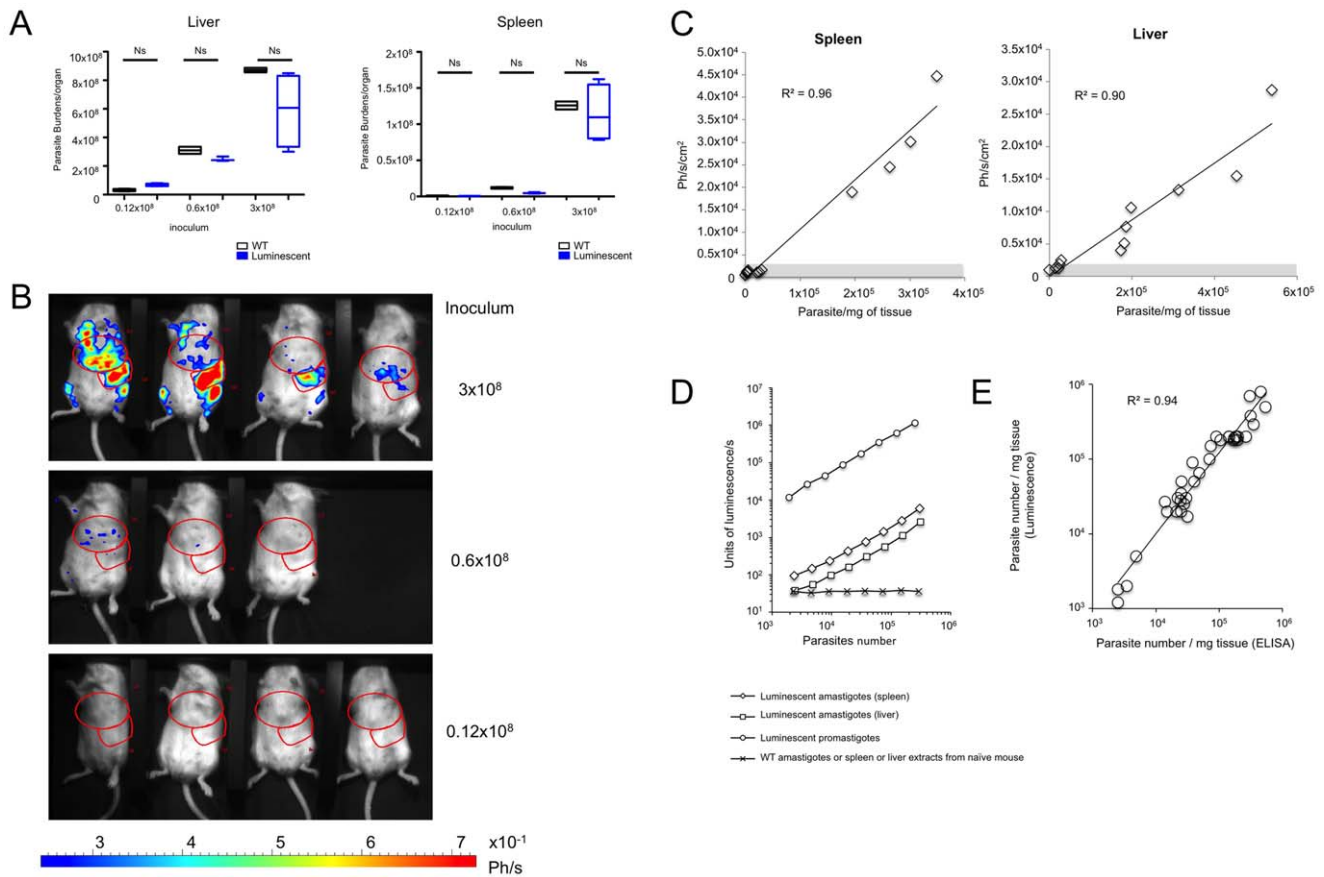 A
Liver
Parasite Burdens/organ
10x10⁸
8x10⁸
6x10⁸
4x10⁸
2x10⁸
0
Ns
Ns
Ns
0.12x10⁸
0.6x10⁸
3x10⁸
inoculum
WT
Luminescent
Spleen
Parasite Burdens/organ
2x10⁸
1.5x10⁸
1x10⁸
0.5x10⁸
0
Ns
Ns
Ns
0.12x10⁸
0.6x10⁸
3x10⁸
inoculum
WT
Luminescent
B
Inoculum
3x10⁸
0.6x10⁸
0.12x10⁸
3 4 5 6 7
x10⁻¹
Ph/s
C
Spleen
Ph/s/cm²
5.0x10⁴
4.5x10⁴
4.0x10⁴
3.5x10⁴
3.0x10⁴
2.5x10⁴
2.0x10⁴
1.5x10⁴
1.0x10⁴
0.5x10⁴
0
R² = 0.96
0 1x10⁵ 2x10⁵ 3x10⁵ 4x10⁵
Parasite/mg of tissue
Liver
Ph/s/cm²
3.5x10⁴
3.0x10⁴
2.5x10⁴
2.0x10⁴
1.5x10⁴
1.0x10⁴
0.5x10⁴
0
R² = 0.90
0 2x10⁵ 4x10⁵ 6x10⁵
Parasite/mg of tissue
D
Units of luminescence/s
10⁷
10⁶
10⁵
10⁴
10³
10²
10¹
10³ 10⁴ 10⁵ 10⁶
Parasites number
Luminescent amastigotes (spleen)
Luminescent amastigotes (liver)
Luminescent promastigotes
WT amastigotes or spleen or liver extracts from naïve mouse
E
Parasite number / mg tissue
(Luminescence)
10⁶
10⁵
10⁴
10³
R² = 0.94
10³ 10⁴ 10⁵ 10⁶
Parasite number / mg tissue (ELISA)